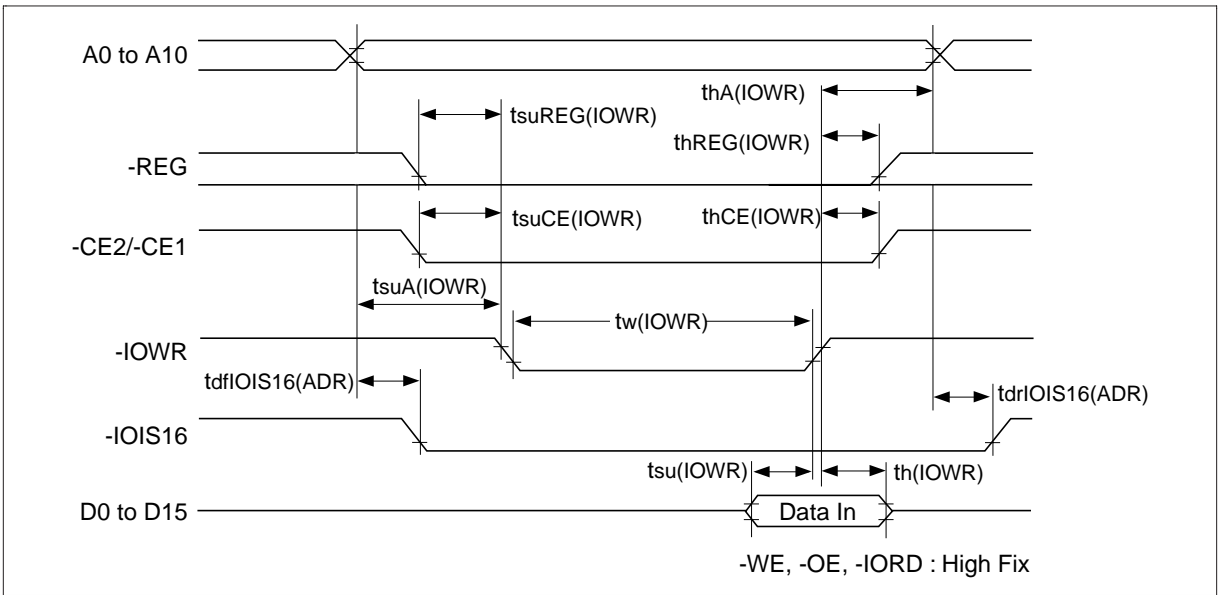 A0 to A10
thA(IOWR)
tsuREG(IOWR)
thREG(IOWR)
-REG
tsuCE(IOWR)
thCE(IOWR)
-CE2/-CE1
tsuA(IOWR)
tw(IOWR)
-IOWR
tdfIOIS16(ADR)
tdrIOIS16(ADR)
-IOIS16
tsu(IOWR)
th(IOWR)
D0 to D15
Data In
-WE, -OE, -IORD : High Fix